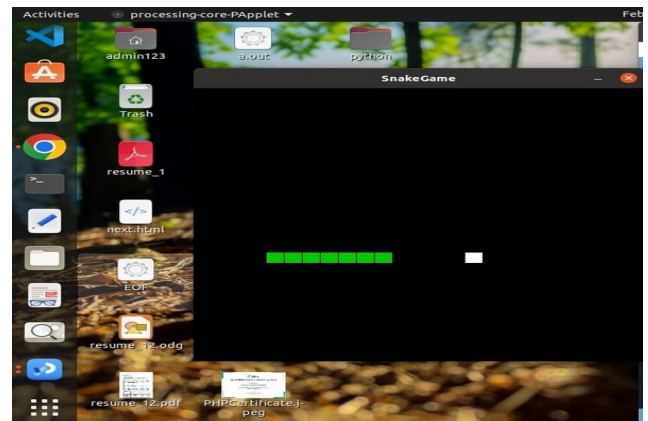 Activities
processing-core-PApplet
Feb
admin123
a.out
python
SnakeGame
Trash
resume_1
</>
next.html
EOF
resume_12.odg
resume_12.pdf
PHPCertificate.j-
peg